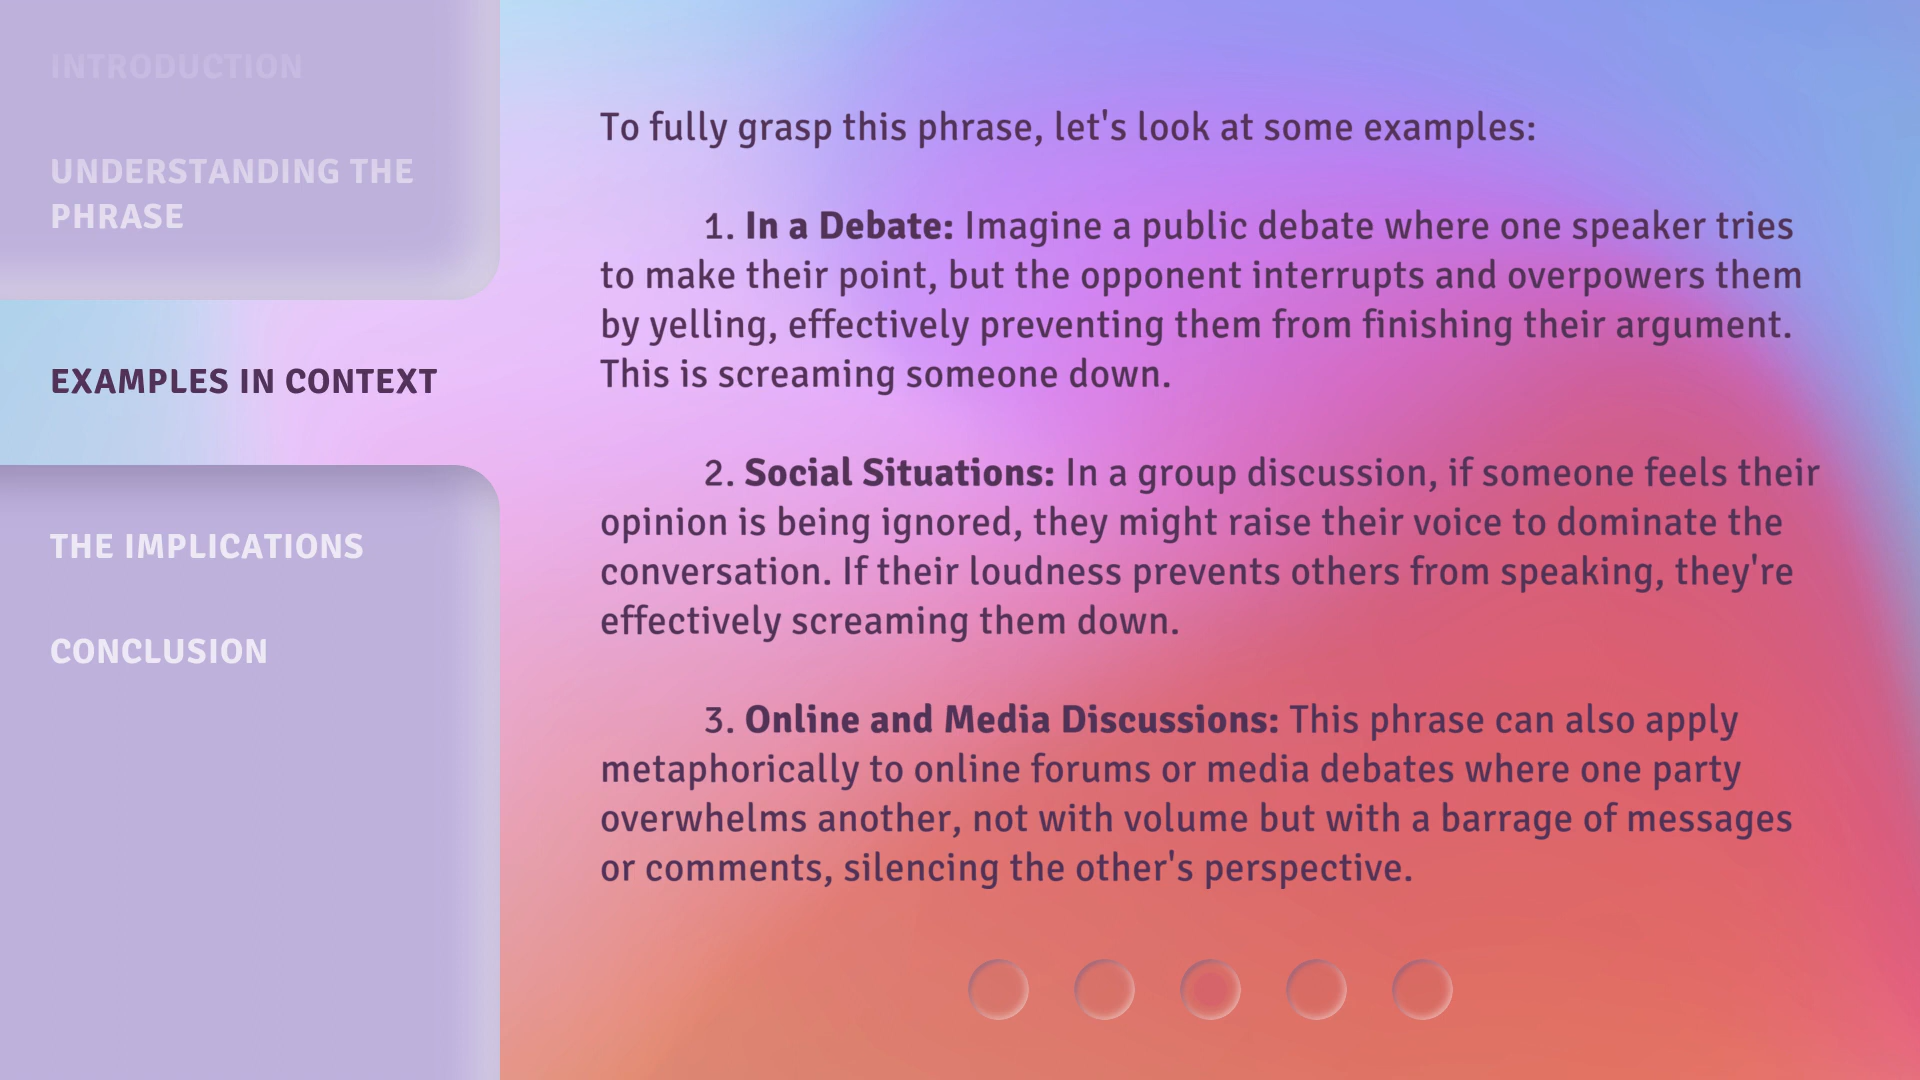 INTRODUCTION
UNDERSTANDING THE
PHRASE
EXAMPLES IN CONTEXT
THE IMPLICATIONS
CONCLUSION
To fully grasp this phrase, let's look at some examples:
1. In a Debate: Imagine a public debate where one speaker tries
to make their point, but the opponent interrupts and overpowers them
by yelling, effectively preventing them from finishing their argument.
This is screaming someone down.
2. Social Situations: In a group discussion, if someone feels their
opinion is being ignored, they might raise their voice to dominate the
conversation. If their loudness prevents others from speaking, they're
effectively screaming them down.
3. Online and Media Discussions: This phrase can also apply
metaphorically to online forums or media debates where one party
overwhelms another, not with volume but with a barrage of messages
or comments, silencing the other's perspective.